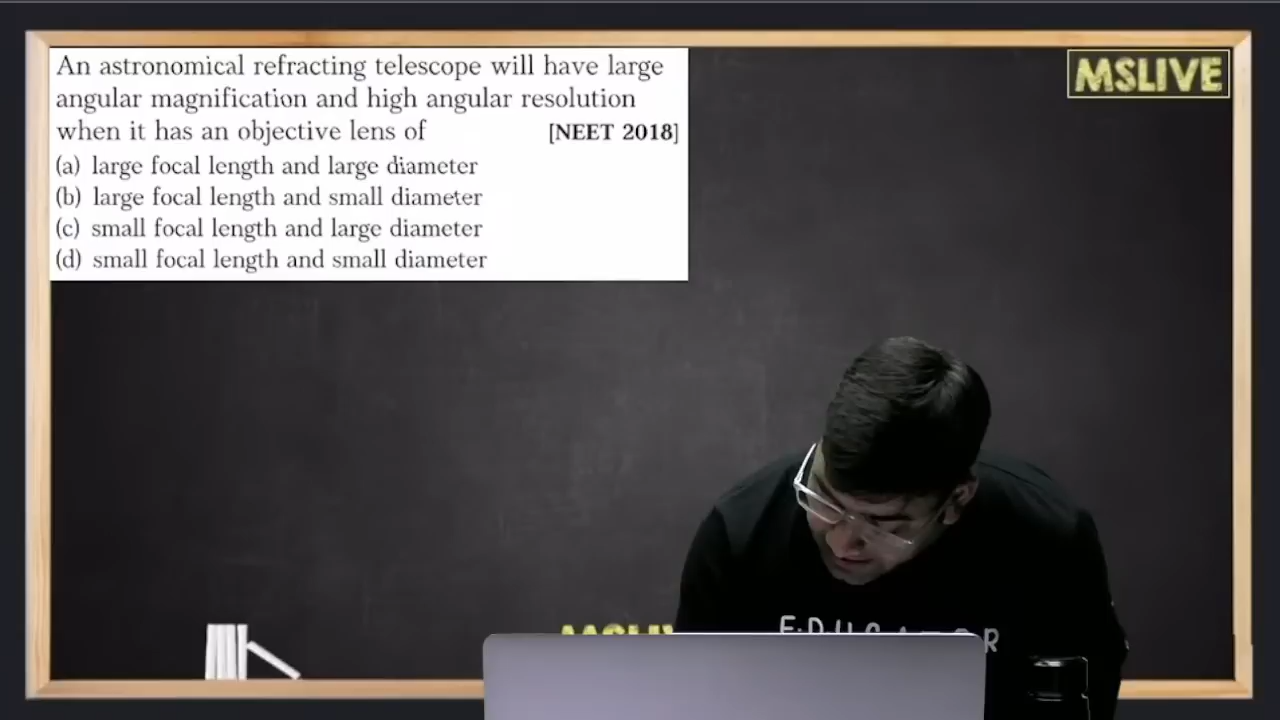 An astronomical refracting telescope will have large
angular magnification and high angular resolution
when it has an objective lens of [NEET 2018]
(a) large focal length and large diameter
(b) large focal length and small diameter
(c) small focal length and large diameter
(d) small focal length and small diameter
MSLIVE
MSLIV
EDUCATOR